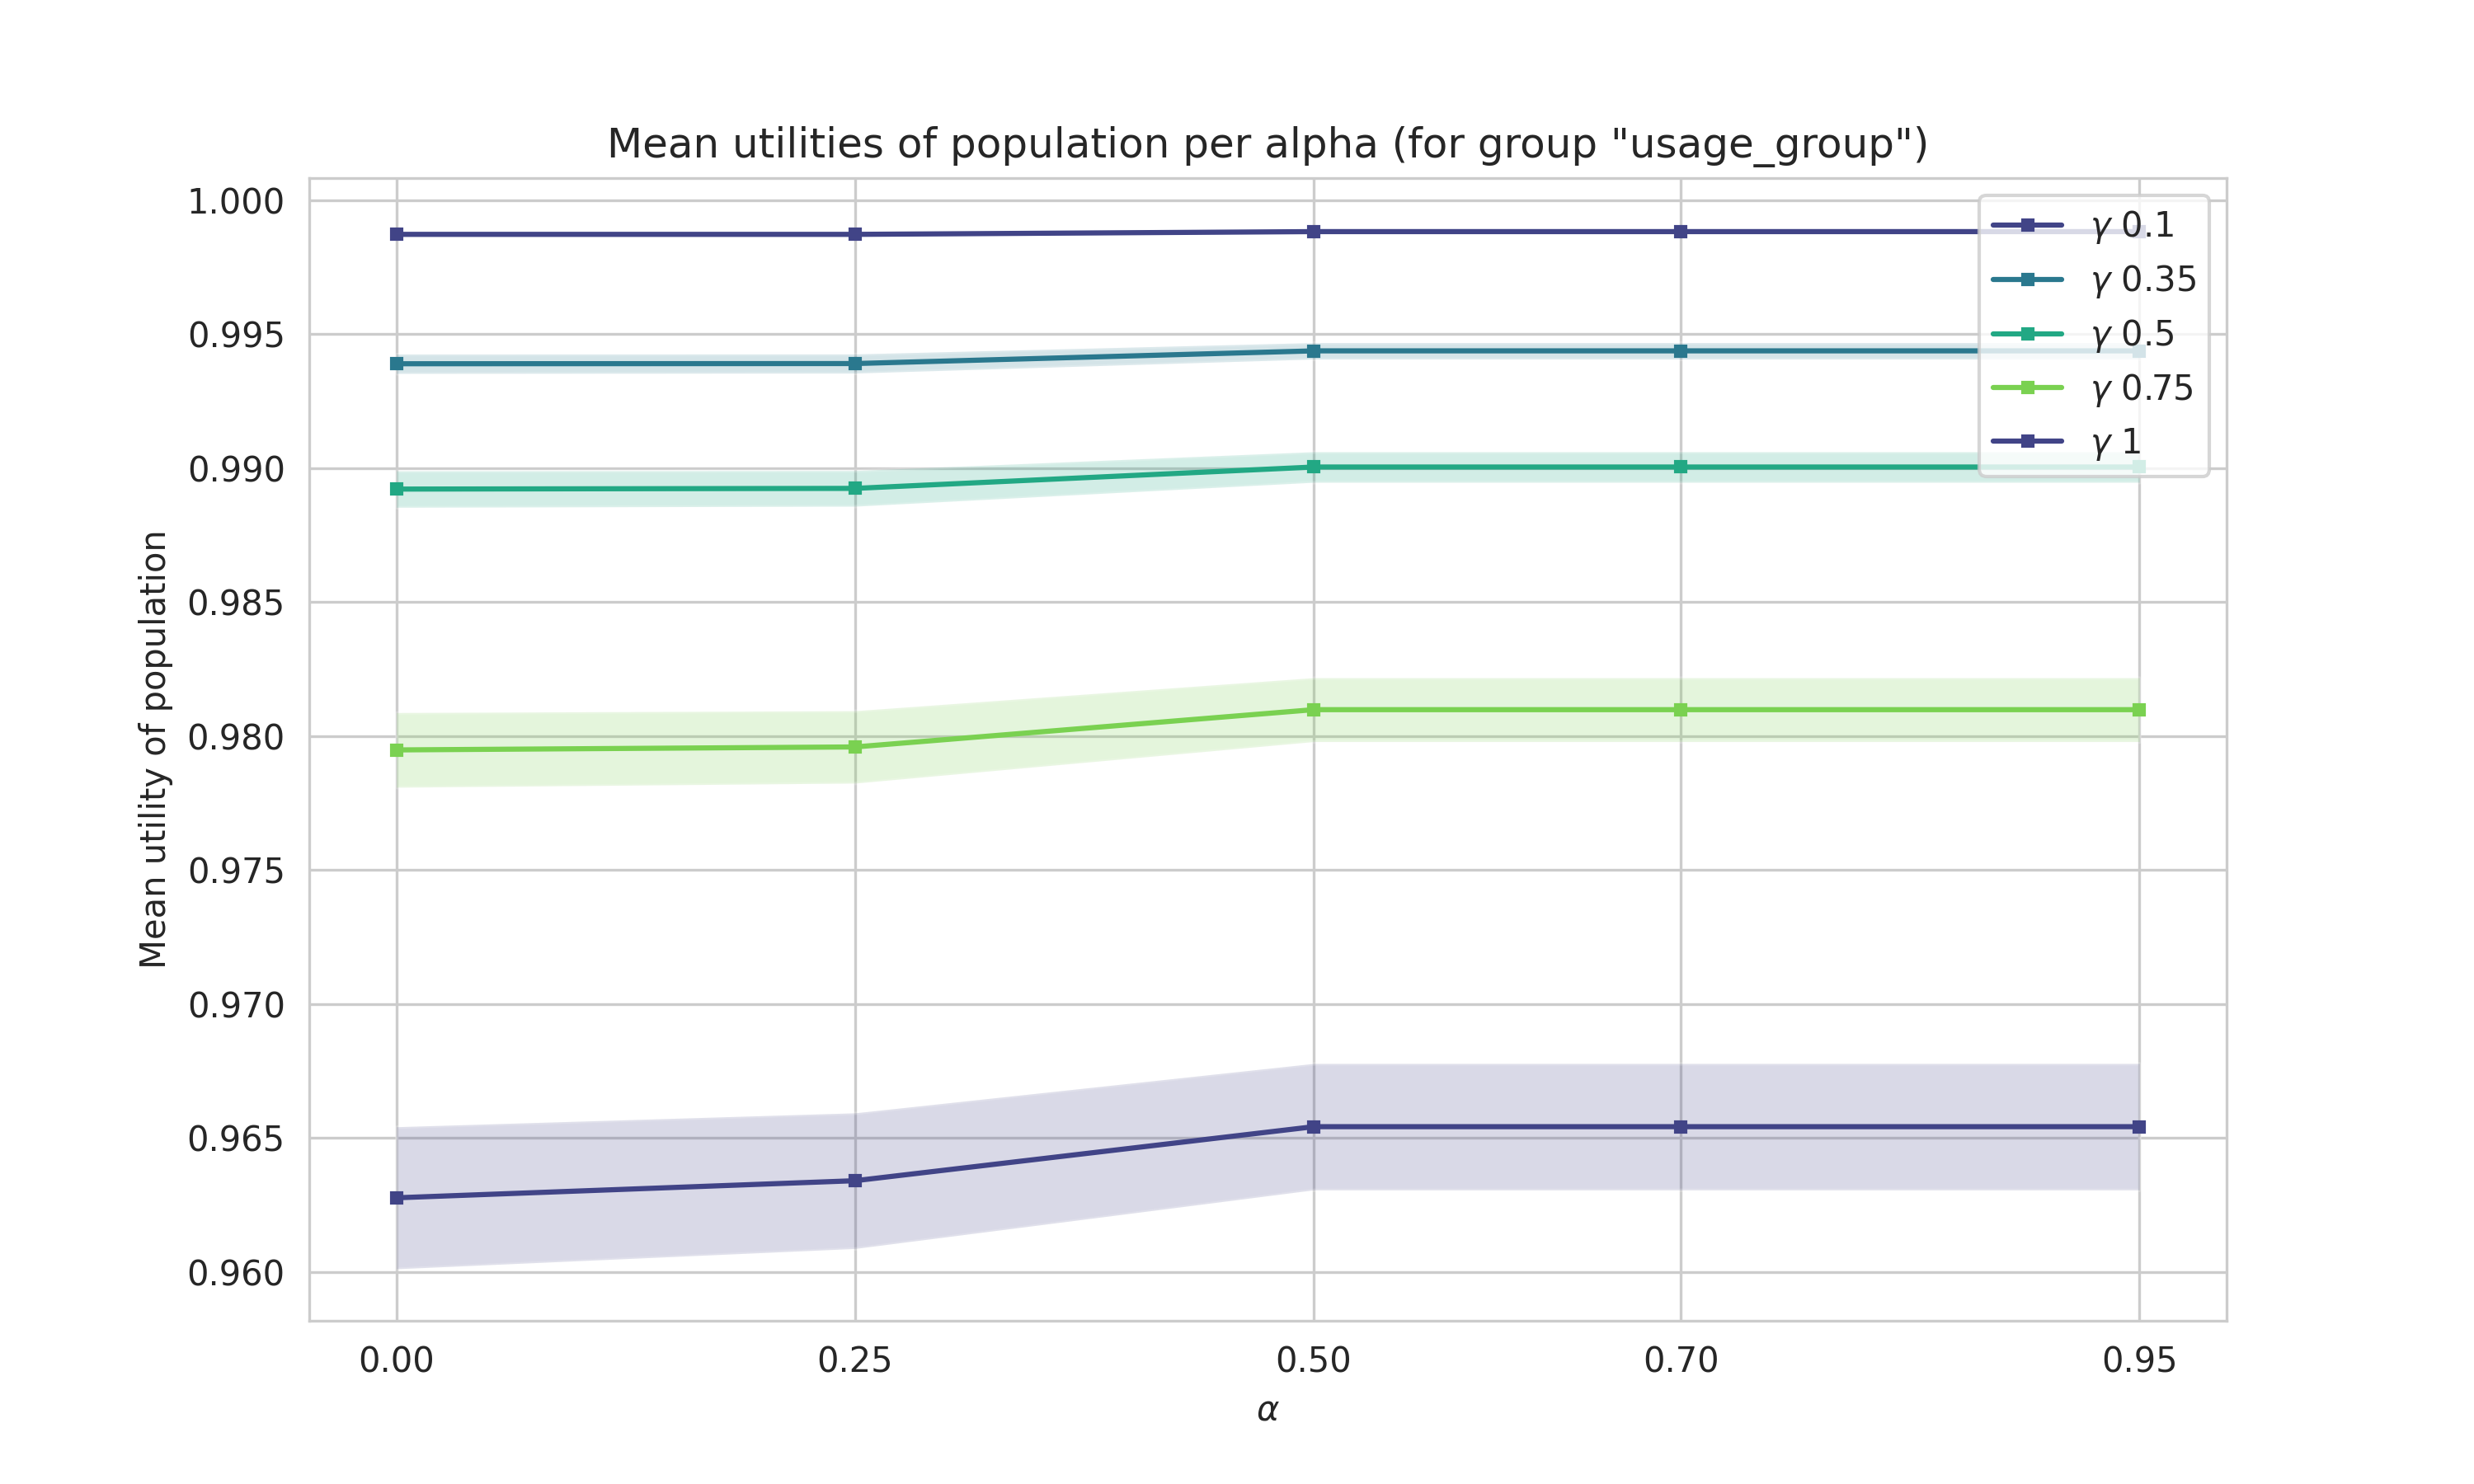 Mean utilities of population per alpha (for group "usage_group")
1.000
0.995
0.990
0.985
0.980
0.975
0.970
0.965
0.960
Mean utility of population
γ 0.1
γ 0.35
γ 0.5
γ 0.75
γ 1
0.00 0.25 0.50 0.70 0.95
α